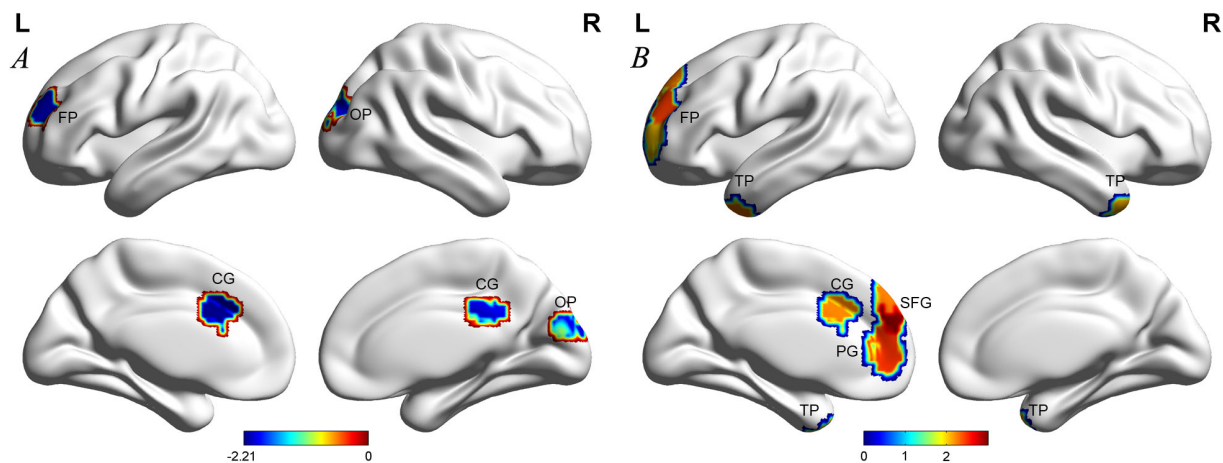 L R L R
A B
FP OP FP
TP TP
CG CG OP CG SFG
PG
TP TP
-2.21 0 0 1 2